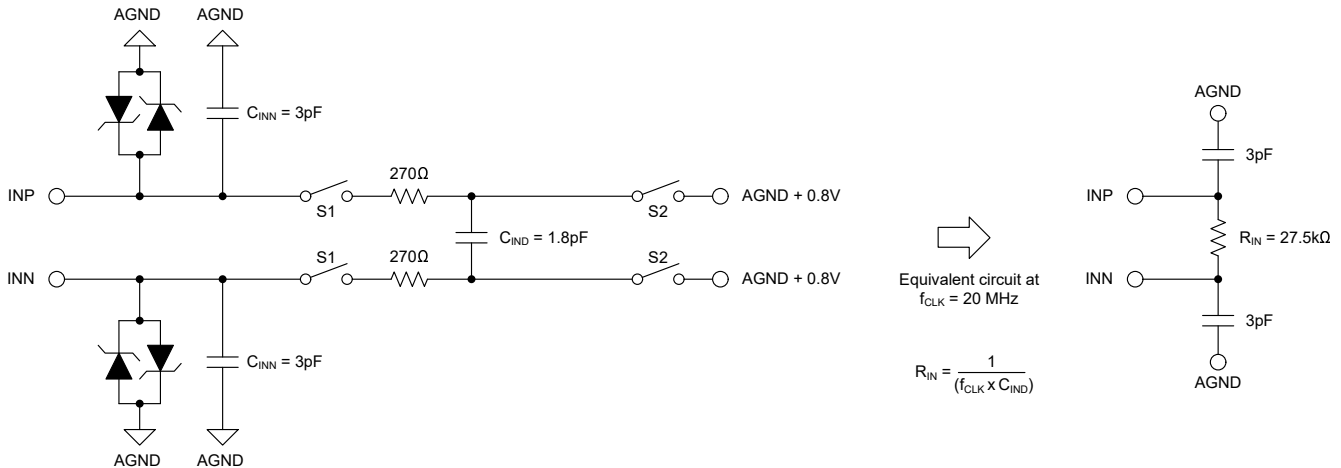 AGND AGND
C_INN = 3pF
270Ω
INP
S1
S2
AGND + 0.8V
C_IND = 1.8pF
270Ω
INN
S1
S2
AGND + 0.8V
C_INN = 3pF
AGND AGND
Equivalent circuit at
f_CLK = 20 MHz
R_IN = 1
(f_CLK x C_IND)
AGND
3pF
INP
R_IN = 27.5kΩ
INN
3pF
AGND